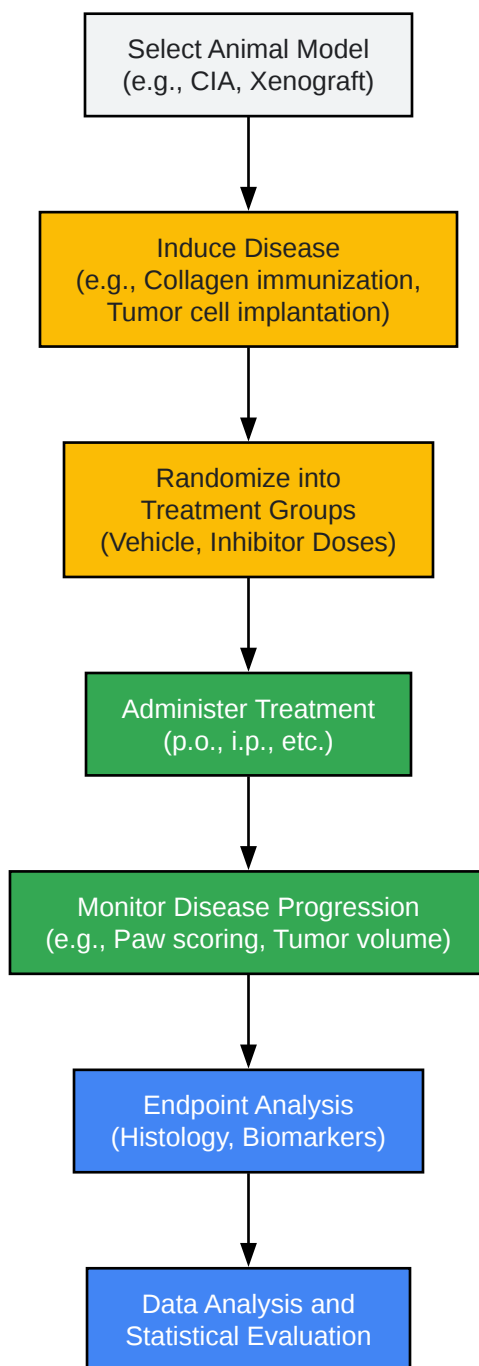 Select Animal Model
(e.g., CIA, Xenograft)
Induce Disease
(e.g., Collagen immunization,
Tumor cell implantation)
Randomize into
Treatment Groups
(Vehicle, Inhibitor Doses)
Administer Treatment
(p.o., i.p., etc.)
Monitor Disease Progression
(e.g., Paw scoring, Tumor volume)
Endpoint Analysis
(Histology, Biomarkers)
Data Analysis and
Statistical Evaluation